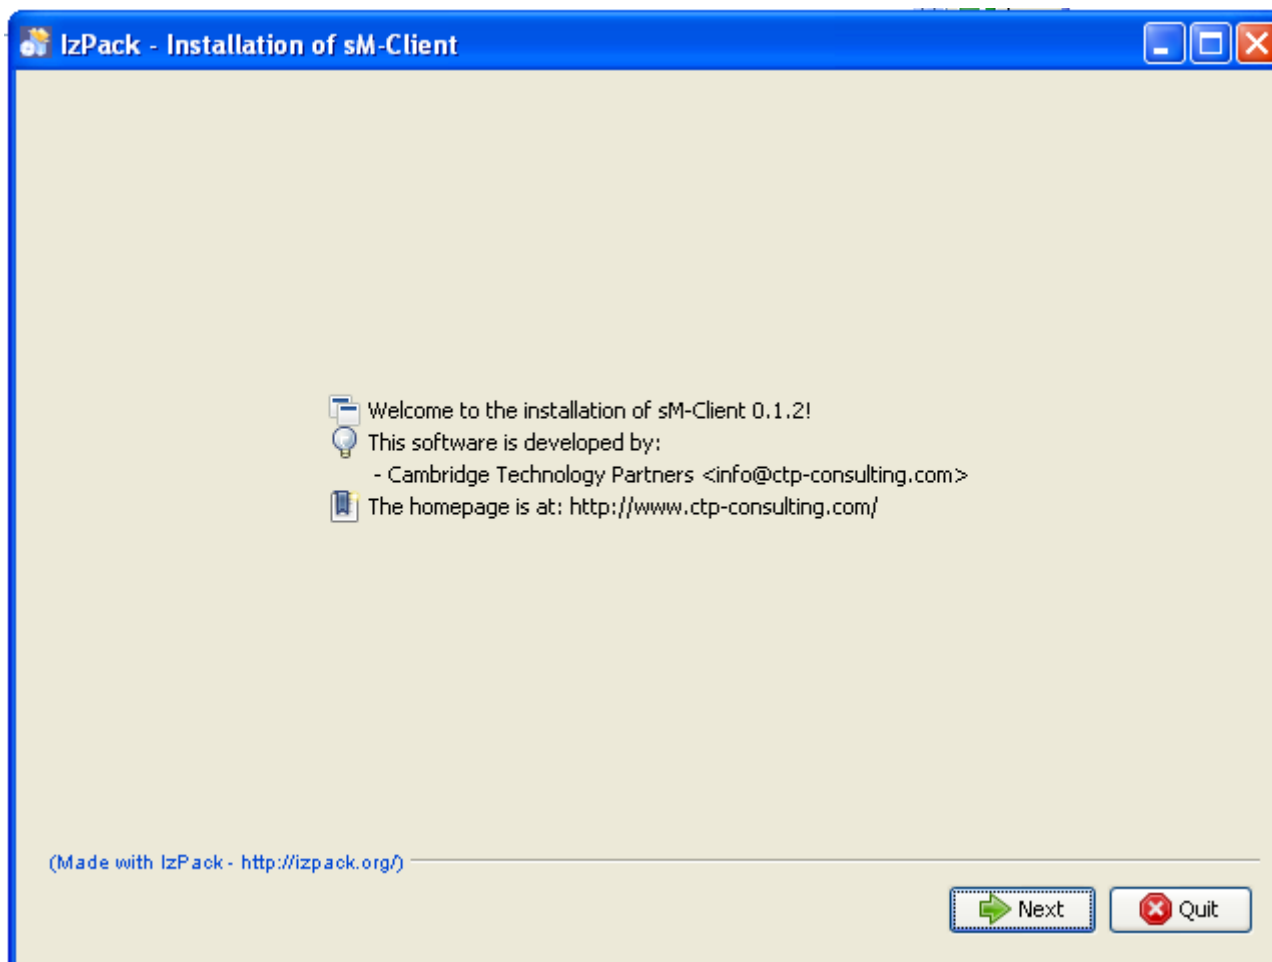 IzPack - Installation of sM-Client
Welcome to the installation of sM-Client 0.1.2!
This software is developed by:
- Cambridge Technology Partners <info@ctp-consulting.com>
The homepage is at: http://www.ctp-consulting.com/
(Made with IzPack - http://izpack.org/)
Next
Quit